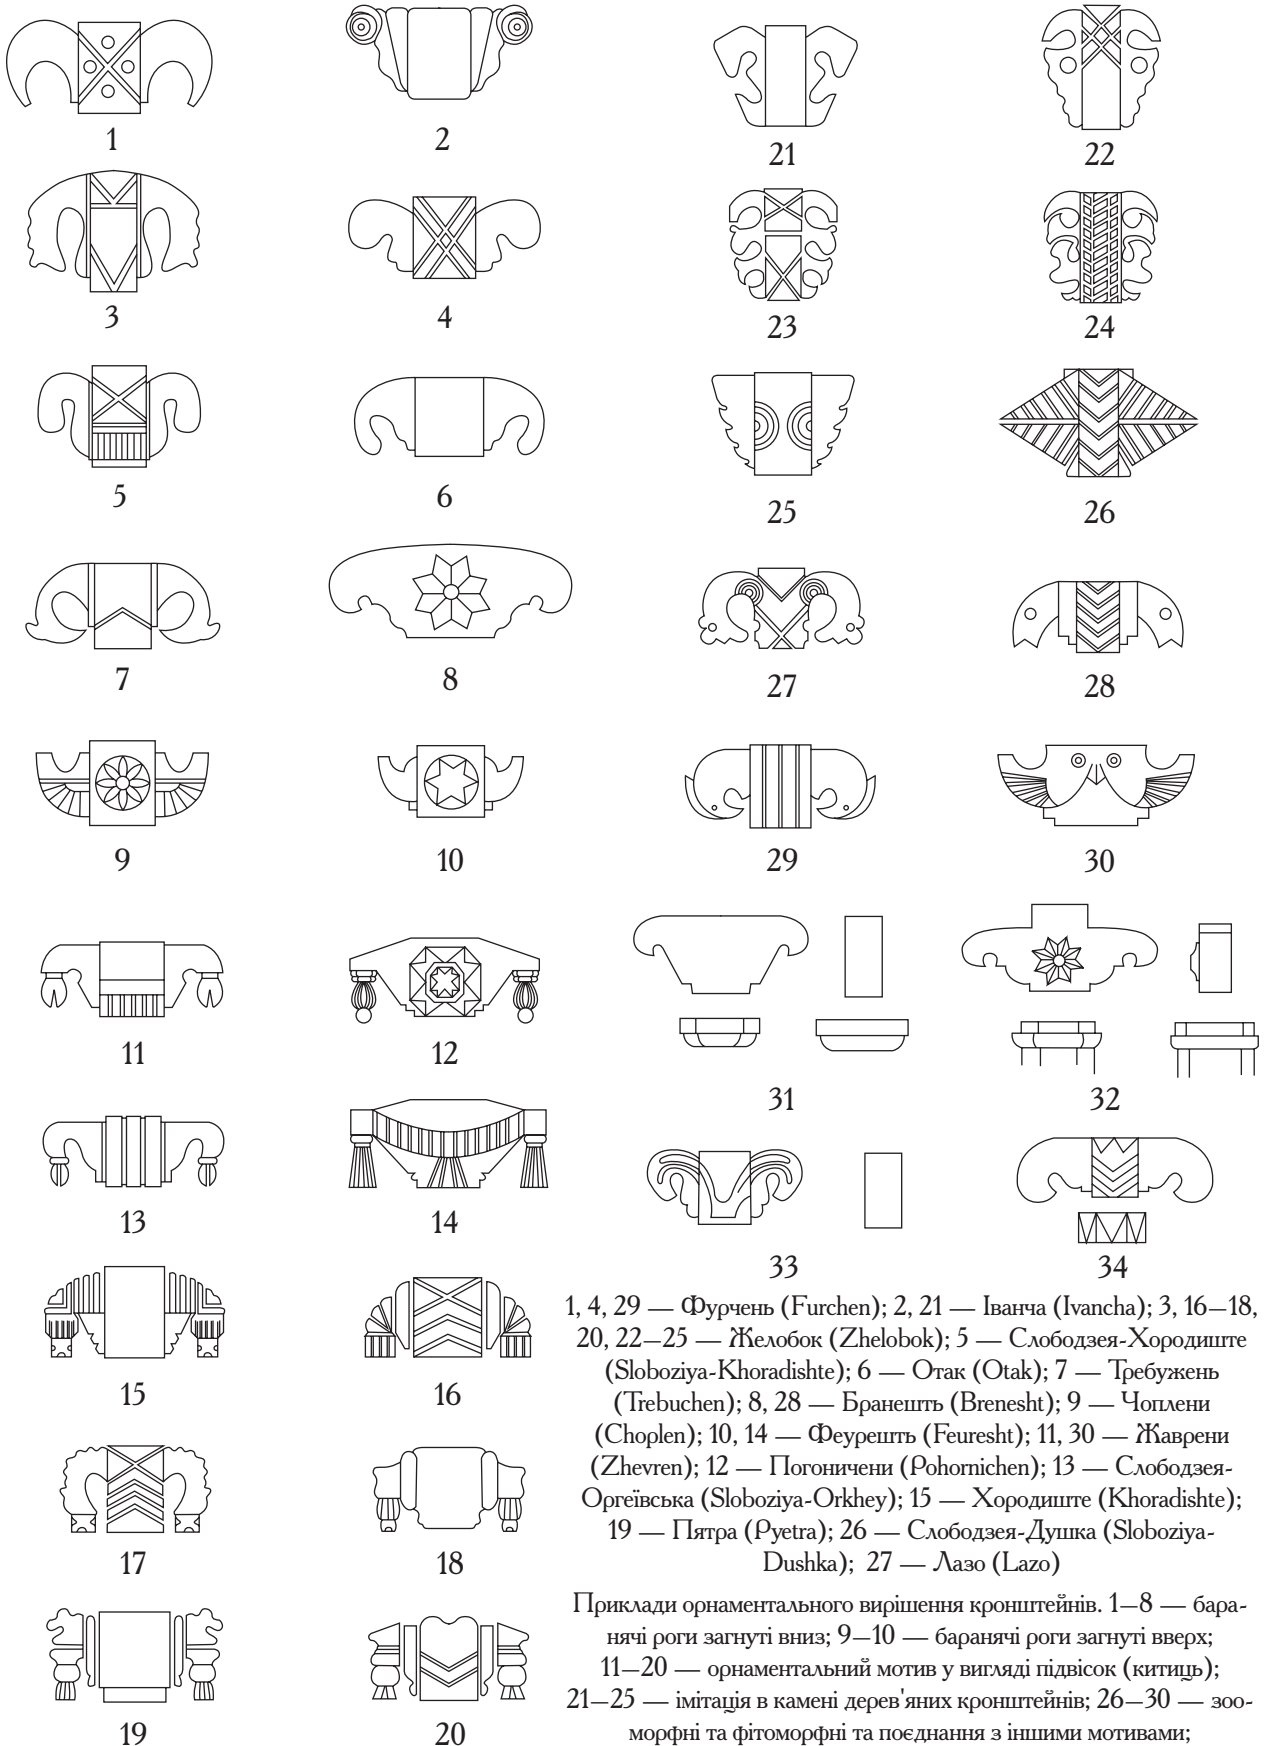 1
2
21
22
3
4
23
24
5
6
25
26
7
8
27
28
9
10
29
30
11
12
31
32
13
14
33
34
15
16
17
18
19
20
1, 4, 29 — Фурчень (Furchen); 2, 21 — Іванча (Ivancha); 3, 16—18,
20, 22—25 — Желобок (Zhelobok); 5 — Слободзея-Хородиште
(Sloboziya-Khoradishte); 6 — Отак (Otak); 7 — Требужень
(Trebuchen); 8, 28 — Бранешть (Brenesht); 9 — Чоплени
(Choplen); 10, 14 — Феурешть (Feuresht); 11, 30 — Жаврени
(Zhevren); 12 — Погоничени (Pohornichen); 13 — Слободзея-
Оргеївська (Sloboziya-Orkhey); 15 — Хородиште (Khoradishte);
19 — Пятра (Pyetra); 26 — Слободзея-Душка (Sloboziya-
Dushka); 27 — Лазо (Lazo)
Приклади орнаментального вирішення кронштейнів. 1—8 — бара-
нячі роги загнуті вниз; 9—10 — баранячі роги загнуті вверх;
11—20 — орнаментальний мотив у вигляді підвісок (китиць);
21—25 — імітація в камені дерев'яних кронштейнів; 26—30 — зоо-
морфні та фітоморфні та поєднання з іншими мотивами;